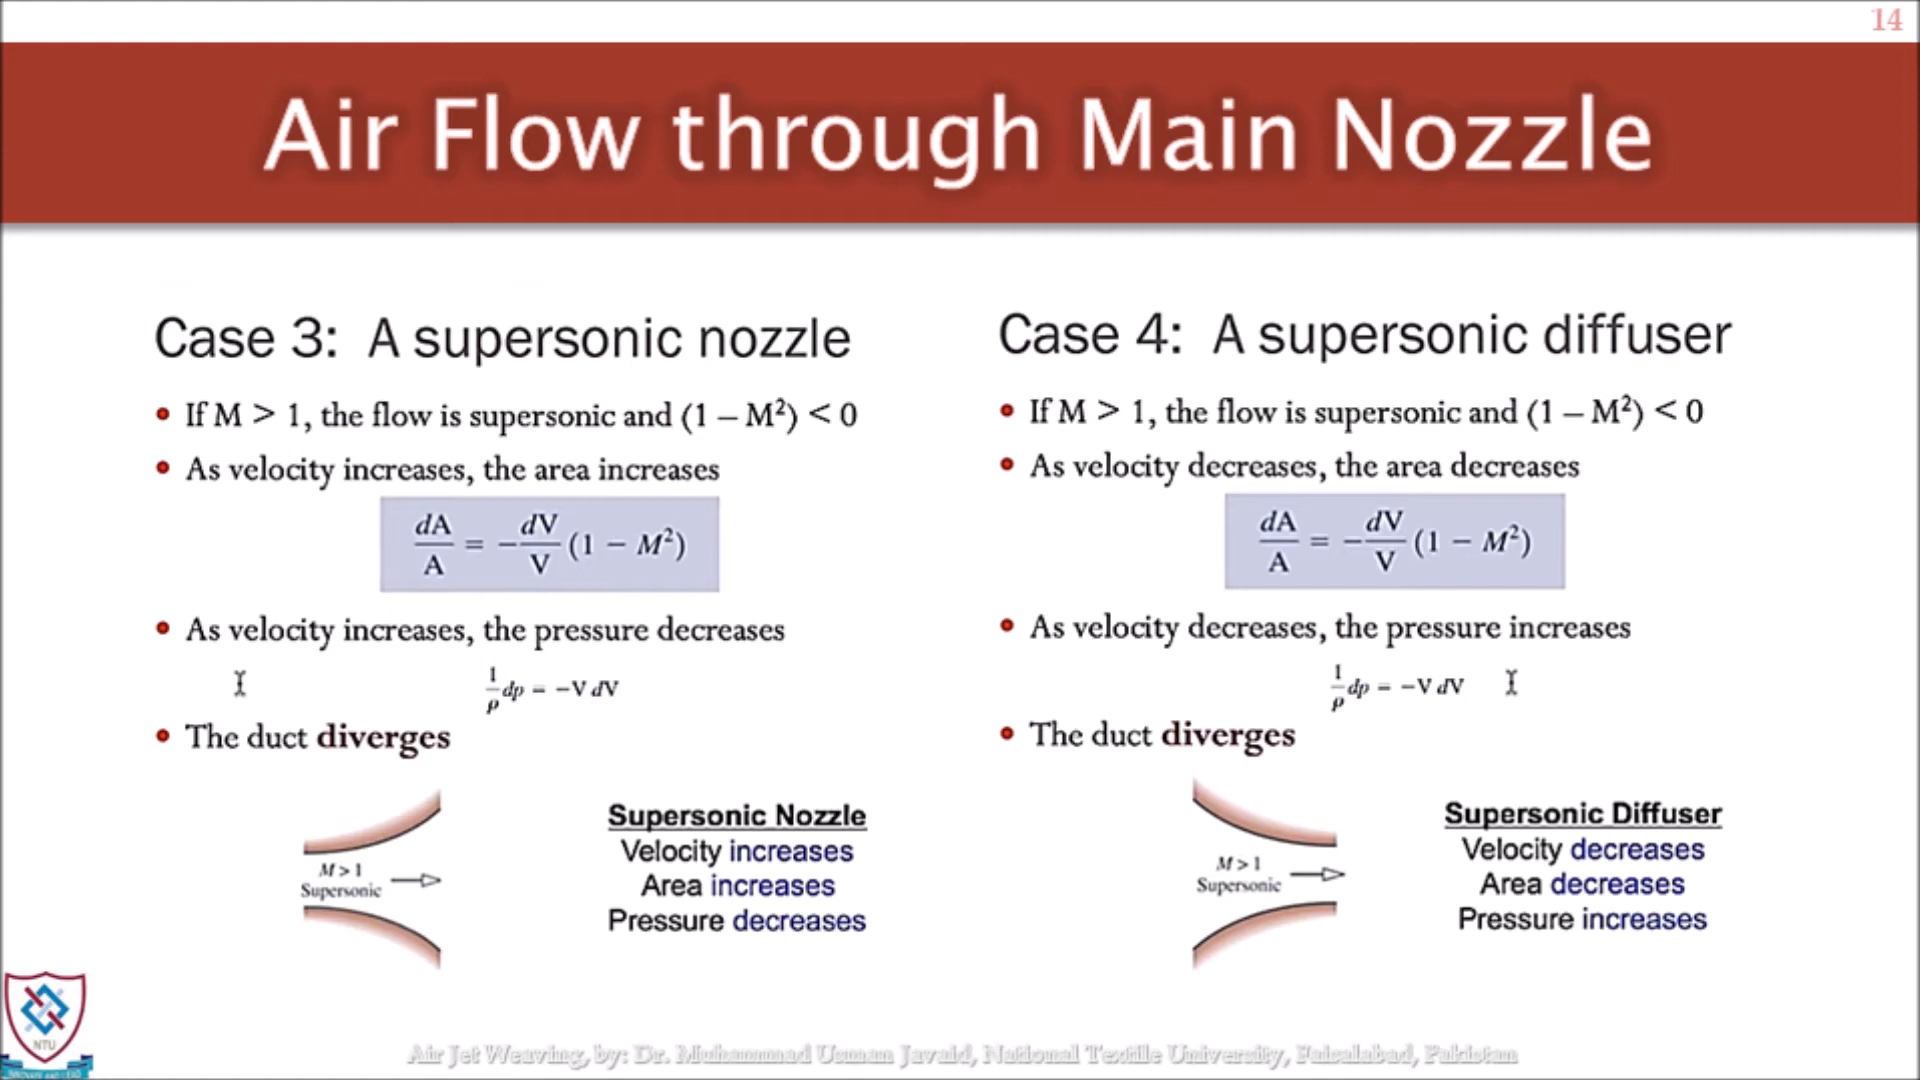 14
Air Flow through Main Nozzle
Case 3: A supersonic nozzle
• If M > 1, the flow is supersonic and (1 – M²) < 0
• As velocity increases, the area increases
dA/A = −dV/V (1 − M²)
• As velocity increases, the pressure decreases
1/ρ dp = −V dV
• The duct diverges
M > 1
Supersonic
Supersonic Nozzle
Velocity increases
Area increases
Pressure decreases
Case 4: A supersonic diffuser
• If M > 1, the flow is supersonic and (1 – M²) < 0
• As velocity decreases, the area decreases
dA/A = −dV/V (1 − M²)
• As velocity decreases, the pressure increases
1/ρ dp = −V dV
• The duct diverges
M > 1
Supersonic
Supersonic Diffuser
Velocity decreases
Area decreases
Pressure increases
NTU
Air Jet Weaving, by: Dr. Muhammad Usman Javaid, National Textile University, Faisalabad, Pakistan